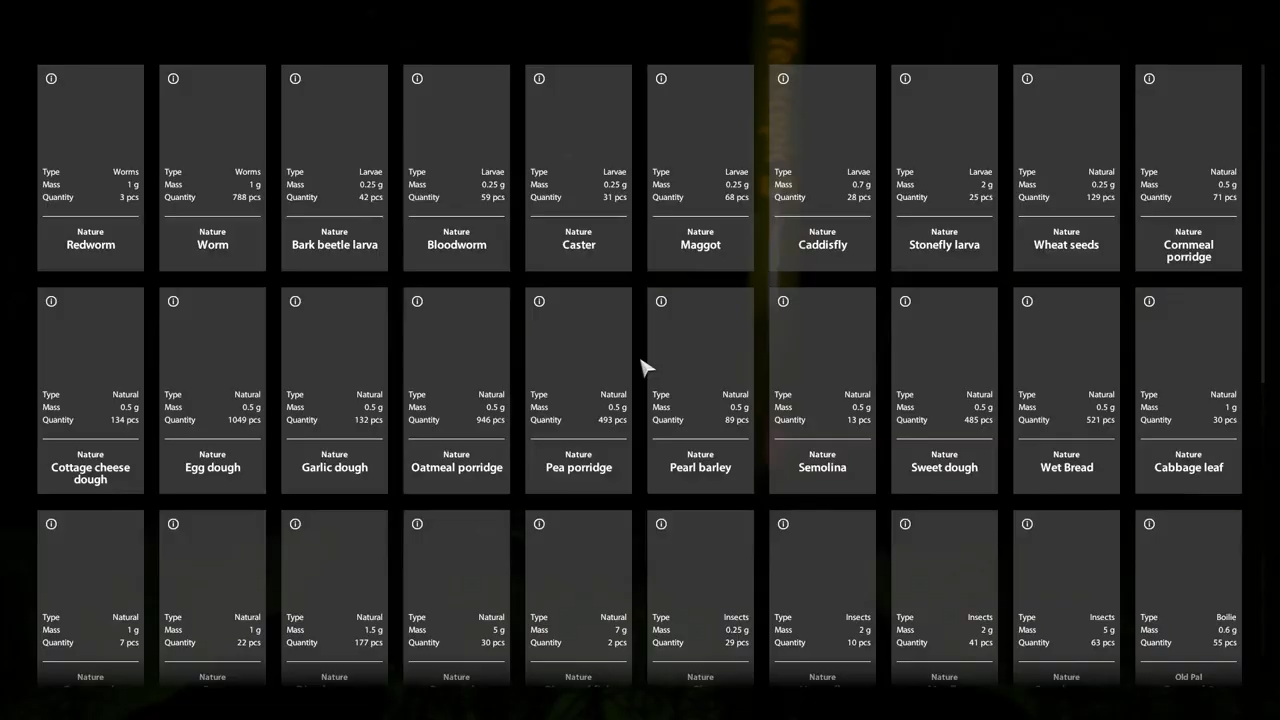 Type Worms Type Worms Type Larvae Type Larvae Type Larvae Type Larvae Type Larvae Type Larvae Type Natural Type Natural
Mass 1 g Mass 1 g Mass 0.25 g Mass 0.25 g Mass 0.25 g Mass 0.25 g Mass 0.7 g Mass 2 g Mass 0.25 g Mass 0.5 g
Quantity 3 pcs Quantity 788 pcs Quantity 42 pcs Quantity 59 pcs Quantity 31 pcs Quantity 68 pcs Quantity 28 pcs Quantity 25 pcs Quantity 129 pcs Quantity 71 pcs
Nature Nature Nature Nature Nature Nature Nature Nature Nature Nature
Redworm Worm Bark beetle larva Bloodworm Caster Maggot Caddisfly Stonefly larva Wheat seeds Cornmeal
porridge
Type Natural Type Natural Type Natural Type Natural Type Natural Type Natural Type Natural Type Natural Type Natural Type Natural
Mass 0.5 g Mass 0.5 g Mass 0.5 g Mass 0.5 g Mass 0.5 g Mass 0.5 g Mass 0.5 g Mass 0.5 g Mass 0.5 g Mass 1 g
Quantity 134 pcs Quantity 1049 pcs Quantity 132 pcs Quantity 946 pcs Quantity 493 pcs Quantity 89 pcs Quantity 13 pcs Quantity 485 pcs Quantity 521 pcs Quantity 30 pcs
Nature Nature Nature Nature Nature Nature Nature Nature Nature Nature
Cottage cheese Egg dough Garlic dough Oatmeal porridge Pea porridge Pearl barley Semolina Sweet dough Wet Bread Cabbage leaf
dough
Type Natural Type Natural Type Natural Type Natural Type Natural Type Insects Type Insects Type Insects Type Insects Type Boilie
Mass 1 g Mass 1 g Mass 1.5 g Mass 5 g Mass 7 g Mass 0.25 g Mass 2 g Mass 2 g Mass 5 g Mass 0.6 g
Quantity 7 pcs Quantity 22 pcs Quantity 177 pcs Quantity 30 pcs Quantity 2 pcs Quantity 29 pcs Quantity 10 pcs Quantity 41 pcs Quantity 63 pcs Quantity 55 pcs
Nature Nature Nature Nature Nature Nature Nature Nature Nature Old Pal